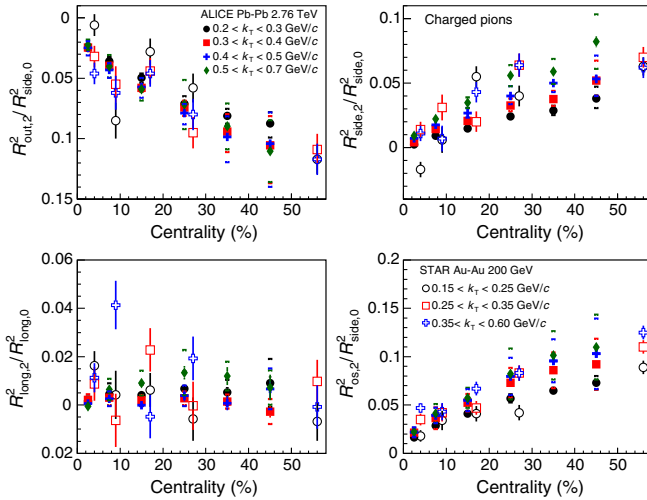 ALICE Pb-Pb 2.76 TeV
0.2 < kT < 0.3 GeV/c
0.3 < kT < 0.4 GeV/c
0.4 < kT < 0.5 GeV/c
0.5 < kT < 0.7 GeV/c
0
0.05
0.1
0.15
R²out,2/R²side,0
0 10 20 30 40 50
Centrality (%)
Charged pions
0.1
0.05
0
R²side,2/R²side,0
0 10 20 30 40 50
Centrality (%)
0.06
0.04
0.02
0
0.02
R²long,2/R²long,0
0 10 20 30 40 50
Centrality (%)
STAR Au-Au 200 GeV
0.15 < kT < 0.25 GeV/c
0.25 < kT < 0.35 GeV/c
0.35< kT < 0.60 GeV/c
0.2
0.15
0.1
0.05
0
R²os,2/R²side,0
0 10 20 30 40 50
Centrality (%)